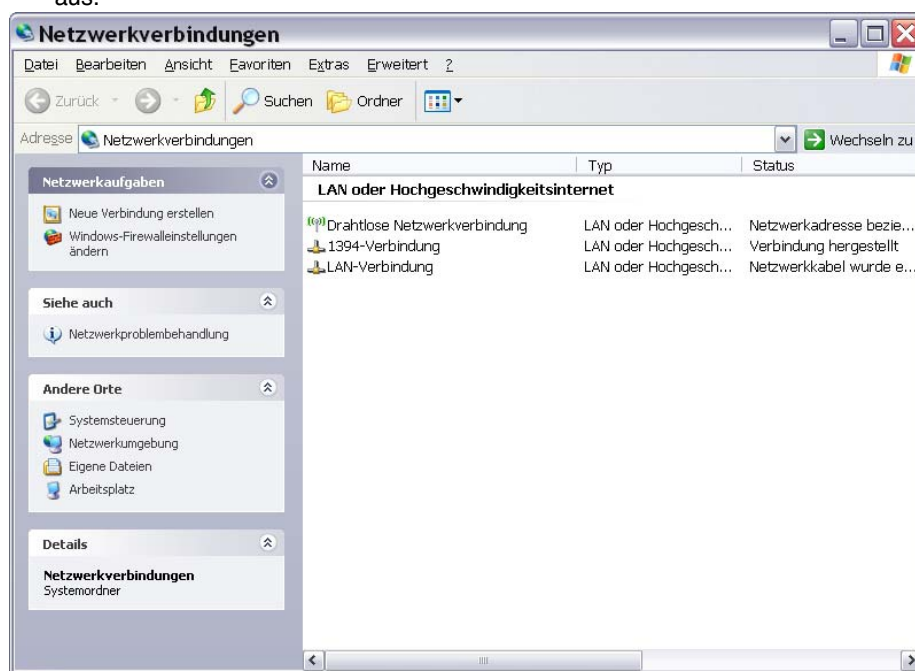 aus.
Netzwerkverbindungen
Datei Bearbeiten Ansicht Favoriten Extras Erweitert ?
Zurück Suchen Ordner
Adresse Netzwerkverbindungen Wechseln zu
Netzwerkaufgaben
Neue Verbindung erstellen
Windows-Firewalleinstellungen
ändern
Siehe auch
Netzwerkproblembehandlung
Andere Orte
Systemsteuerung
Netzwerkumgebung
Eigene Dateien
Arbeitsplatz
Details
Netzwerkverbindungen
Systemordner
Name Typ Status
LAN oder Hochgeschwindigkeitsinternet
Drahtlose Netzwerkverbindung LAN oder Hochgesch... Netzwerkadresse bezie...
1394-Verbindung LAN oder Hochgesch... Verbindung hergestellt
LAN-Verbindung LAN oder Hochgesch... Netzwerkkabel wurde e...